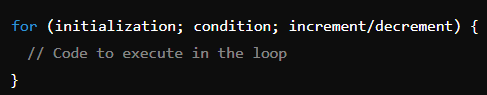 for (initialization; condition; increment/decrement) {
  // Code to execute in the loop
}